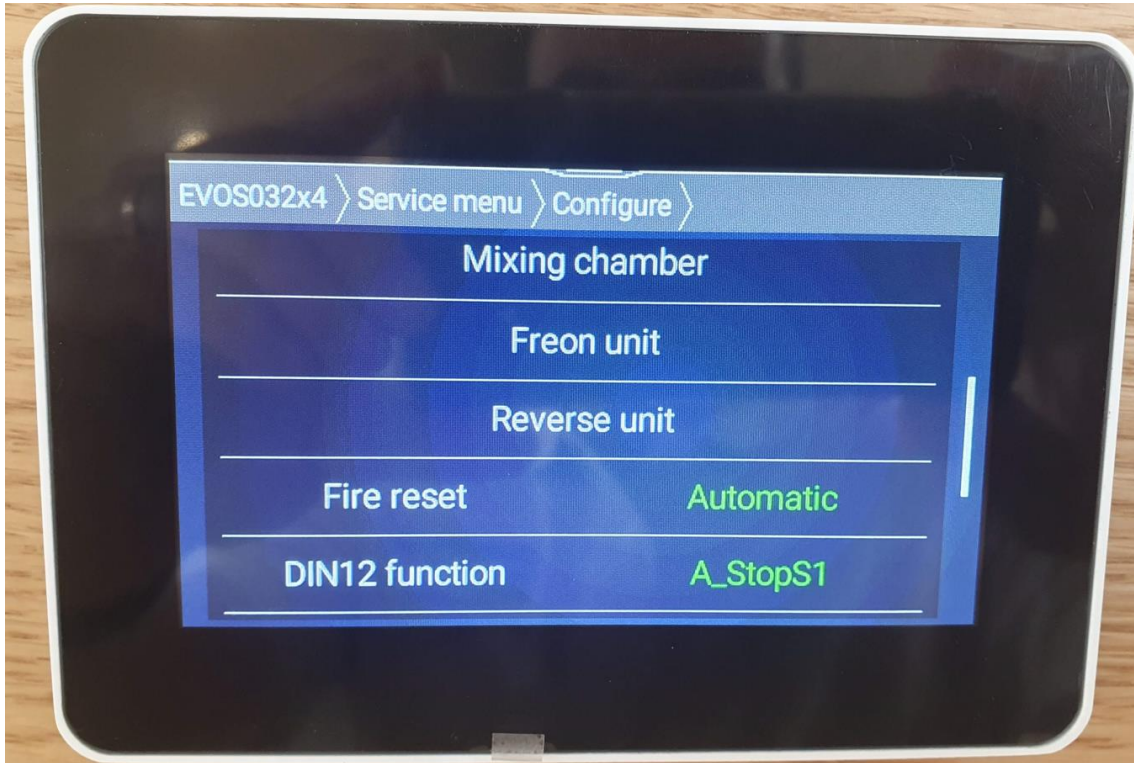 EVOS032x4 Service menu Configure
Mixing chamber
Freon unit
Reverse unit
Fire reset Automatic
DIN12 function A_StopS1